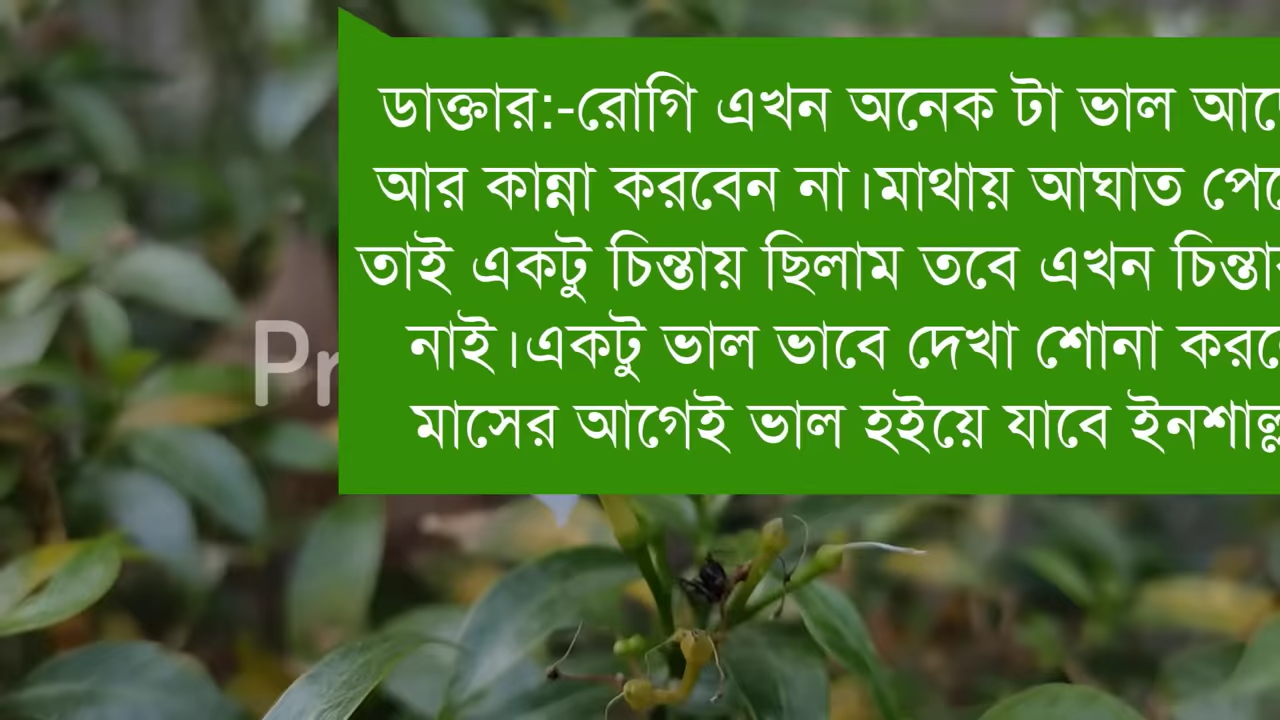 ডাক্তার:-রোগি এখন অনেক টা ভাল
আর কান্না করবেন না।মাথায় আঘাত
তাই একটু চিন্তায় ছিলাম তবে এখন
নাই।একটু ভাল ভাবে দেখা শোনা
মাসের আগেই ভাল হইয়ে যাবে